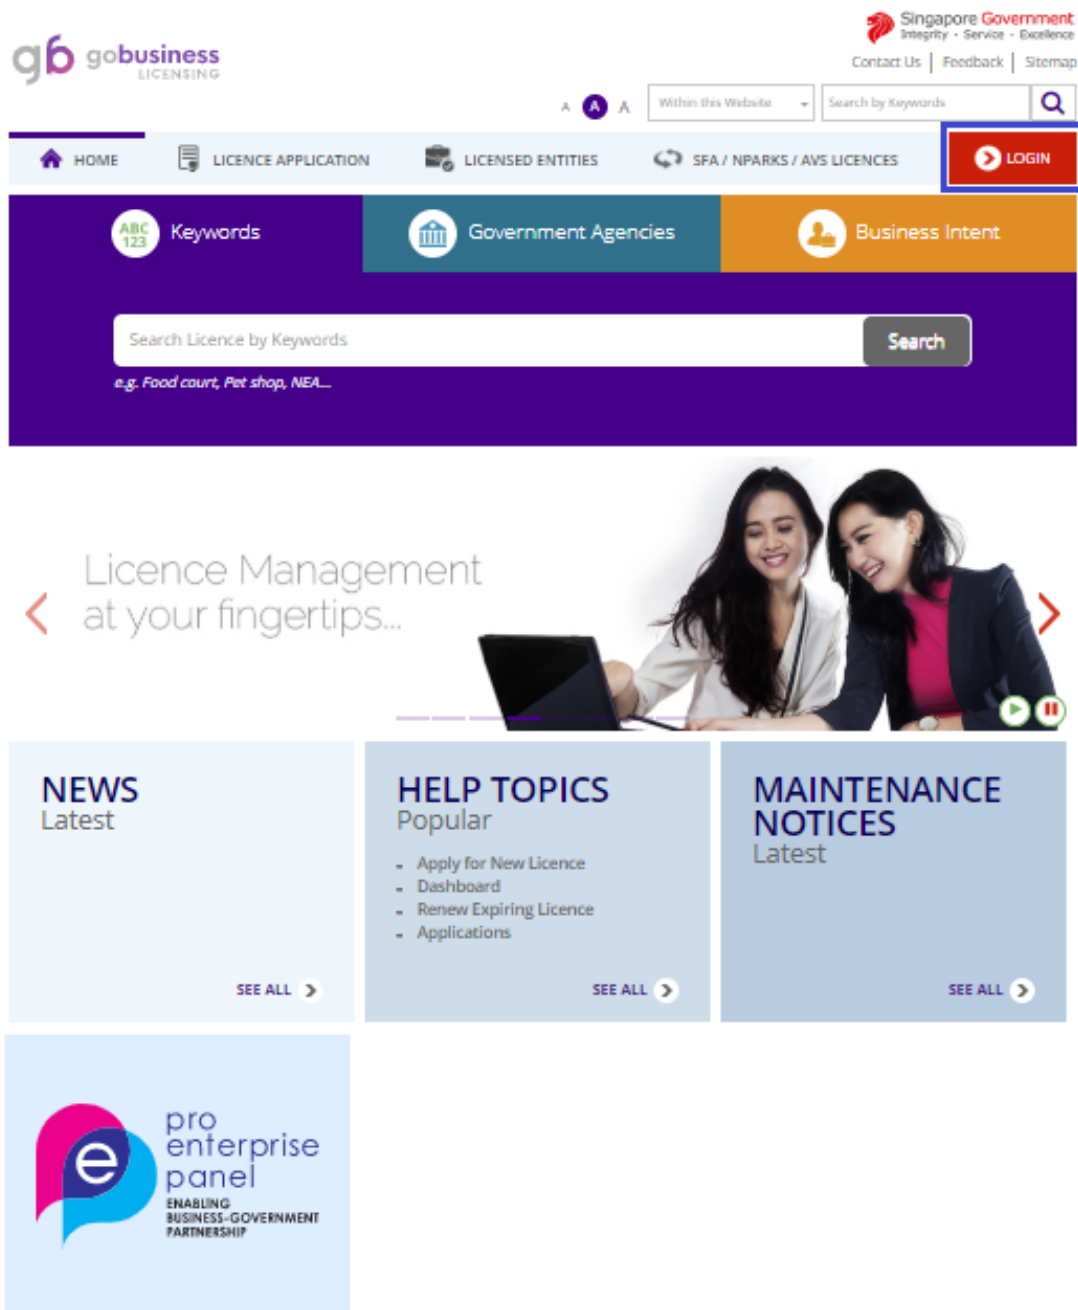 Singapore Government
Integrity · Service · Excellence
gb gobusiness
LICENSING
Contact Us | Feedback | Sitemap
A A A Within this Website Search by Keywords
HOME LICENCE APPLICATION LICENSED ENTITIES SFA / NPARKS / AVS LICENCES LOGIN
ABC
123
Keywords Government Agencies Business Intent
Search Licence by Keywords Search
e.g. Food court, Pet shop, NEA...
Licence Management
at your fingertips...
NEWS
Latest
SEE ALL
HELP TOPICS
Popular
- Apply for New Licence
- Dashboard
- Renew Expiring Licence
- Applications
SEE ALL
MAINTENANCE
NOTICES
Latest
SEE ALL
e
pro
enterprise
panel
ENABLING
BUSINESS-GOVERNMENT
PARTNERSHIP